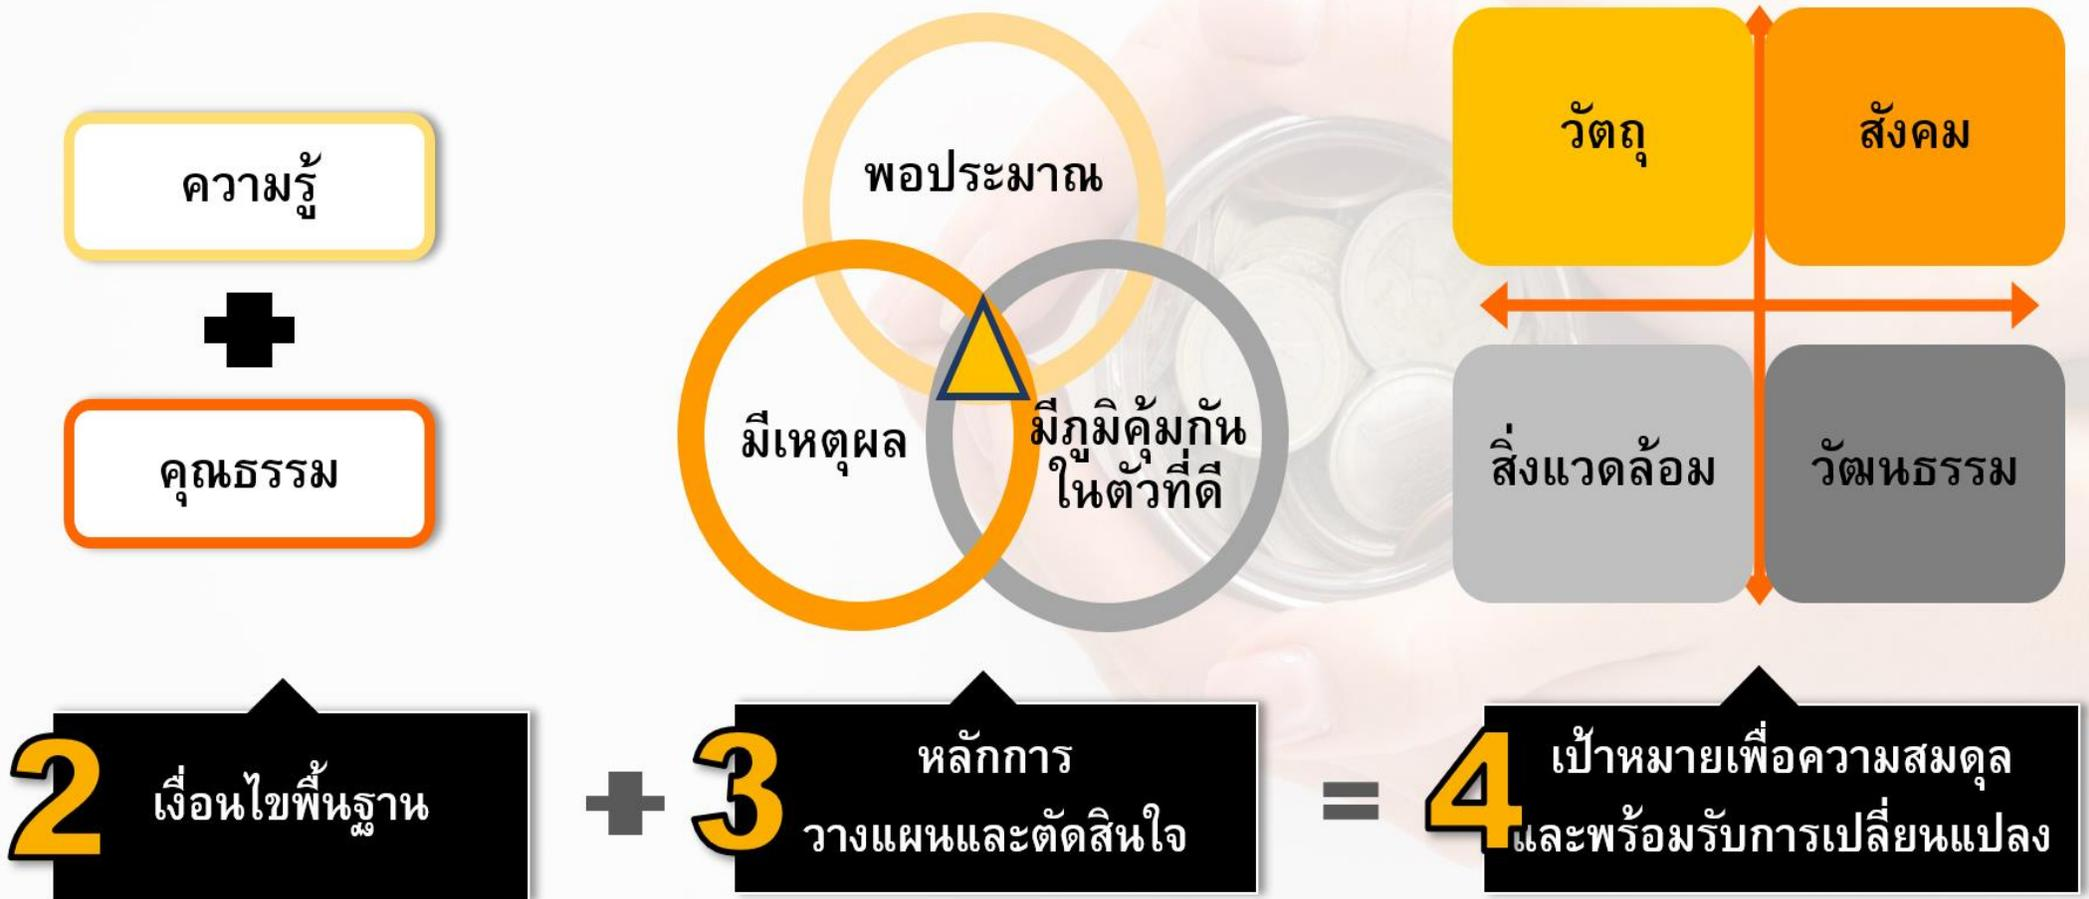 ความรู้
คุณธรรม
พอประมาณ
มีเหตุผล
มีภูมิคุ้มกัน
ในตัวที่ดี
วัตถุ
สังคม
สิ่งแวดล้อม
วัฒนธรรม
2
เงื่อนไขพื้นฐาน
+
3
หลักการ
วางแผนและตัดสินใจ
=
4
เป้าหมายเพื่อความสมดุล
และพร้อมรับการเปลี่ยนแปลง